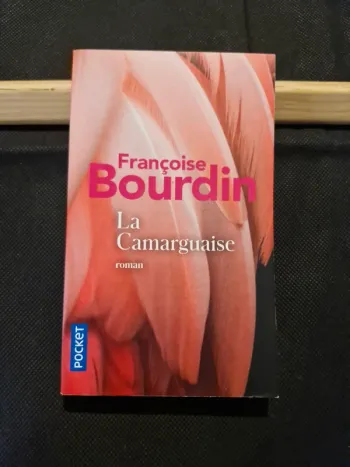 Françoise
Bourdin
La
Camarguaise
roman
POCKET